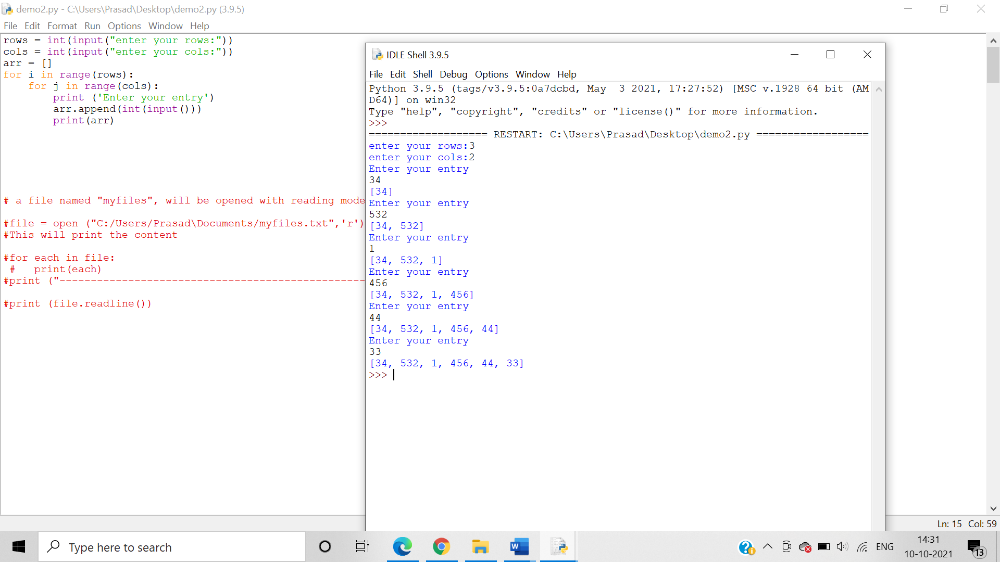 demo2.py - C:\Users\Prasad\Desktop\demo2.py (3.9.5)
File Edit Format Run Options Window Help
rows = int(input("enter your rows:"))
cols = int(input("enter your cols:"))
arr = []
for i in range(rows):
    for j in range(cols):
        print ('Enter your entry')
        arr.append(int(input()))
        print(arr)
# a file named "myfiles", will be opened with reading mode
#file = open ("C:/Users/Prasad\Documents/myfiles.txt",'r')
#This will print the content
#for each in file:
 #   print(each)
#print ("-------------------------------------------------
#print (file.readline())
IDLE Shell 3.9.5
File Edit Shell Debug Options Window Help
Python 3.9.5 (tags/v3.9.5:0a7dcbd, May  3 2021, 17:27:52) [MSC v.1928 64 bit (AM
D64)] on win32
Type "help", "copyright", "credits" or "license()" for more information.
>>>
=================== RESTART: C:\Users\Prasad\Desktop\demo2.py ==================
enter your rows:3
enter your cols:2
Enter your entry
34
[34]
Enter your entry
532
[34, 532]
Enter your entry
1
[34, 532, 1]
Enter your entry
456
[34, 532, 1, 456]
Enter your entry
44
[34, 532, 1, 456, 44]
Enter your entry
33
[34, 532, 1, 456, 44, 33]
>>>
Ln: 15 Col: 59
Type here to search
W
ENG
14:31
10-10-2021
13